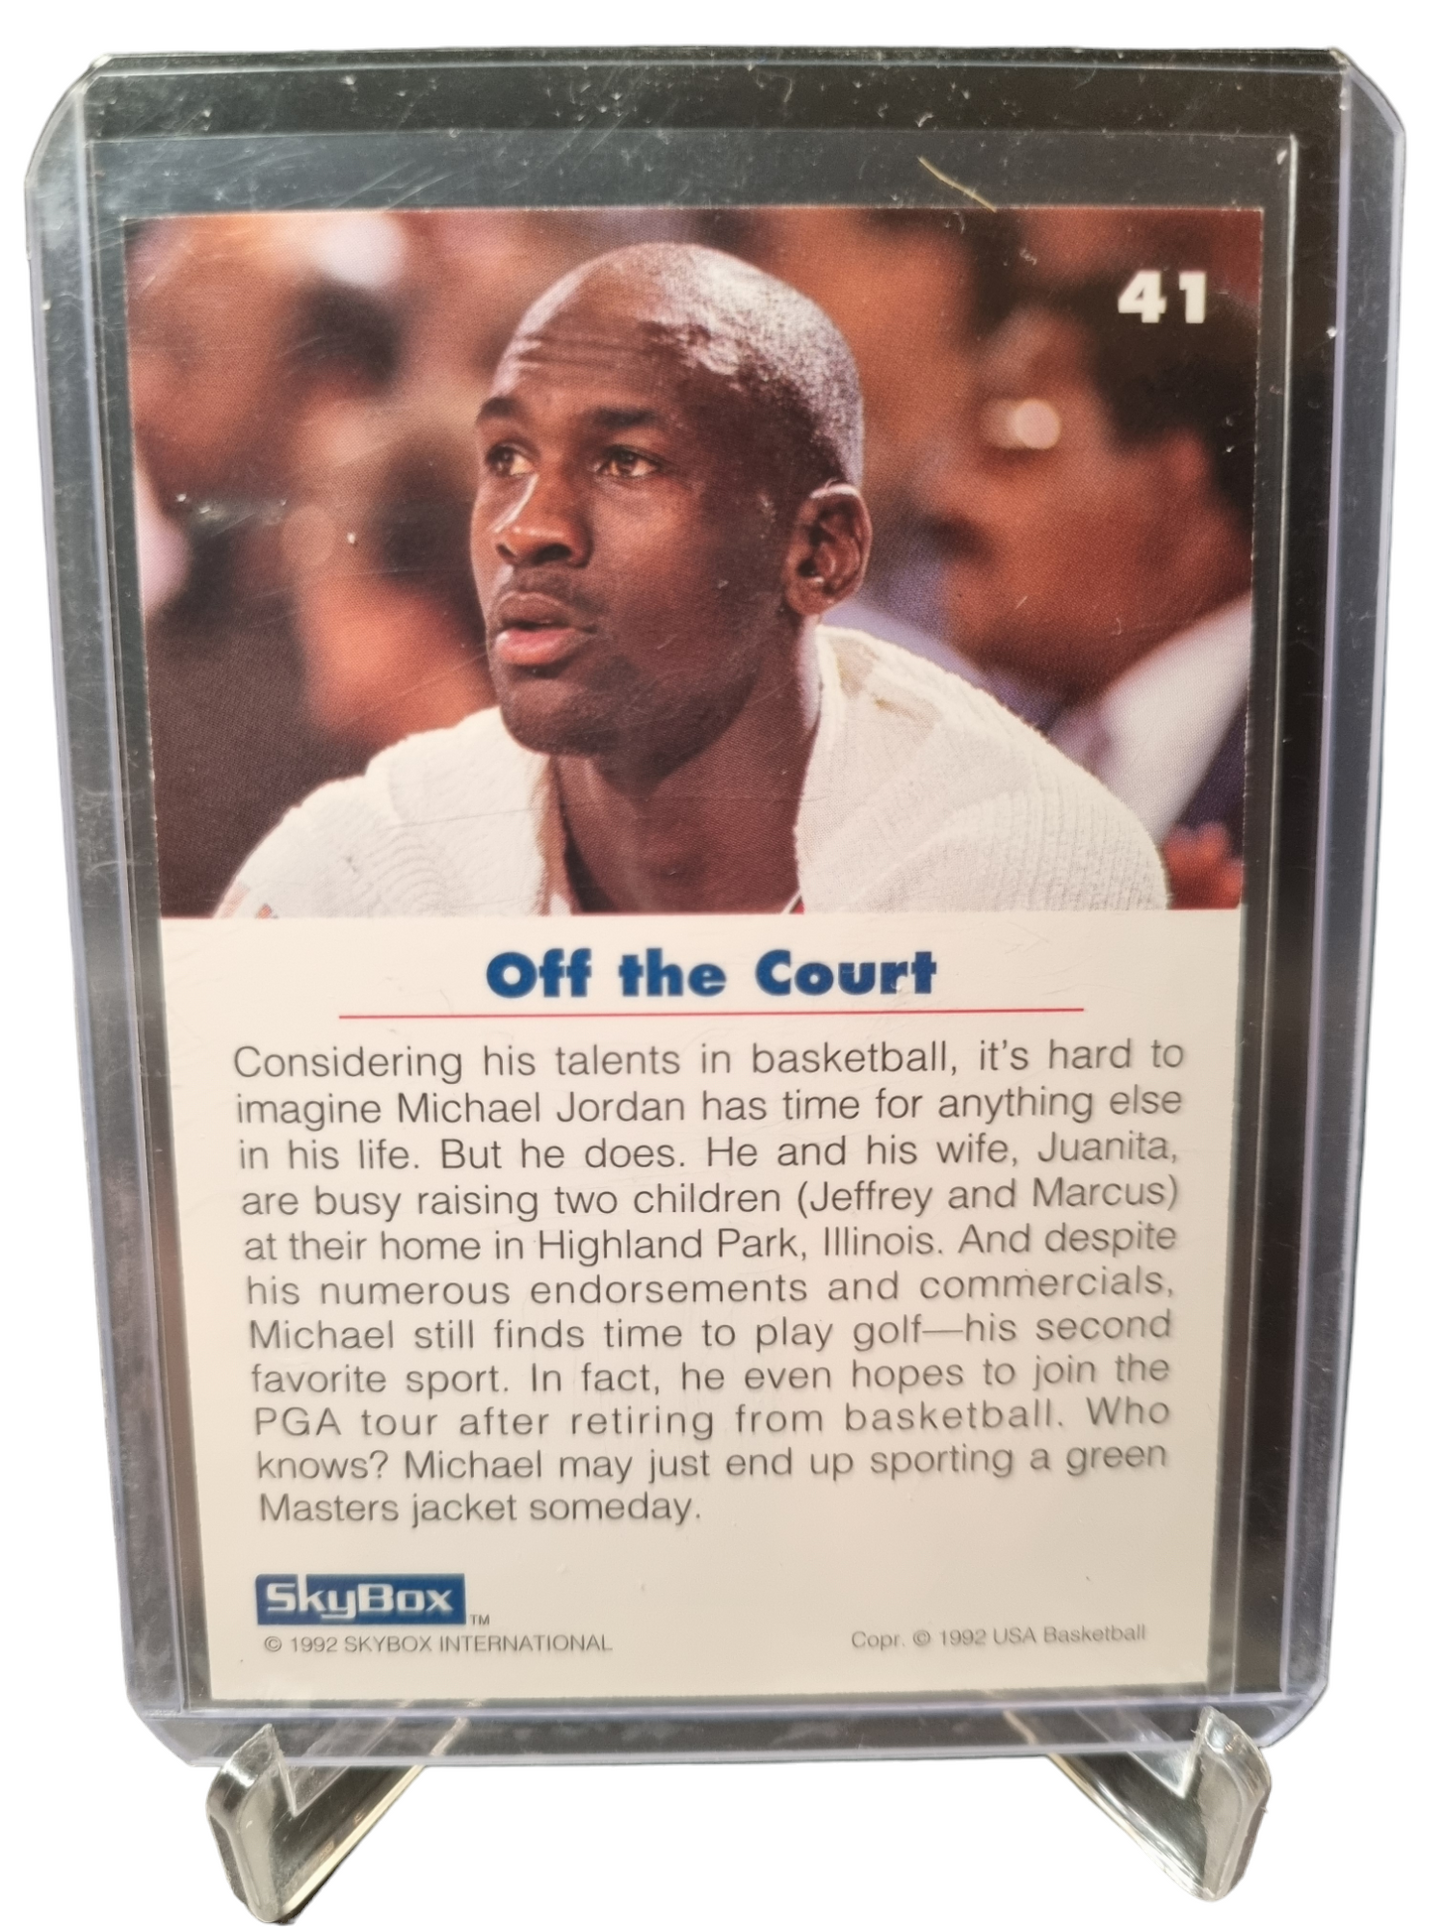 41
Off the Court
Considering his talents in basketball, it's hard to
imagine Michael Jordan has time for anything else
in his life. But he does. He and his wife, Juanita,
are busy raising two children (Jeffrey and Marcus)
at their home in Highland Park, Illinois. And despite
his numerous endorsements and commercials,
Michael still finds time to play golf—his second
favorite sport. In fact, he even hopes to join the
PGA tour after retiring from basketball. Who
knows? Michael may just end up sporting a green
Masters jacket someday.
SkyBox TM
© 1992 SKYBOX INTERNATIONAL
Copr. © 1992 USA Basketball